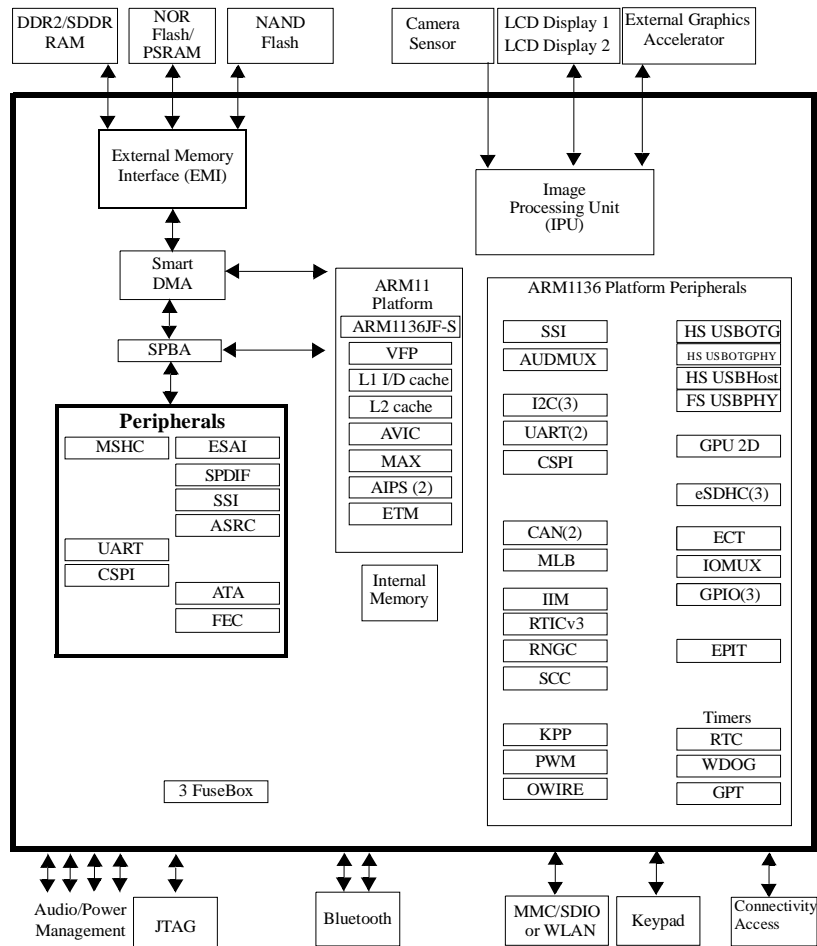 DDR2/SDDR
RAM
NOR
Flash/
PSRAM
NAND
Flash
Camera
Sensor
LCD Display 1
LCD Display 2
External Graphics
Accelerator
External Memory
Interface (EMI)
Image
Processing Unit
(IPU)
Smart
DMA
SPBA
Peripherals
MSHC
ESAI
SPDIF
SSI
ASRC
UART
CSPI
ATA
FEC
ARM11
Platform
ARM1136JF-S
VFP
L1 I/D cache
L2 cache
AVIC
MAX
AIPS (2)
ETM
Internal
Memory
ARM1136 Platform Peripherals
SSI
AUDMUX
I2C(3)
UART(2)
CSPI
CAN(2)
MLB
IIM
RTICv3
RNGC
SCC
KPP
PWM
OWIRE
HS USBOTG
HS USBOTGPHY
HS USBHost
FS USBPHY
GPU 2D
eSDHC(3)
ECT
IOMUX
GPIO(3)
EPIT
Timers
RTC
WDOG
GPT
3 FuseBox
Audio/Power
Management
JTAG
Bluetooth
MMC/SDIO
or WLAN
Keypad
Connectivity
Access